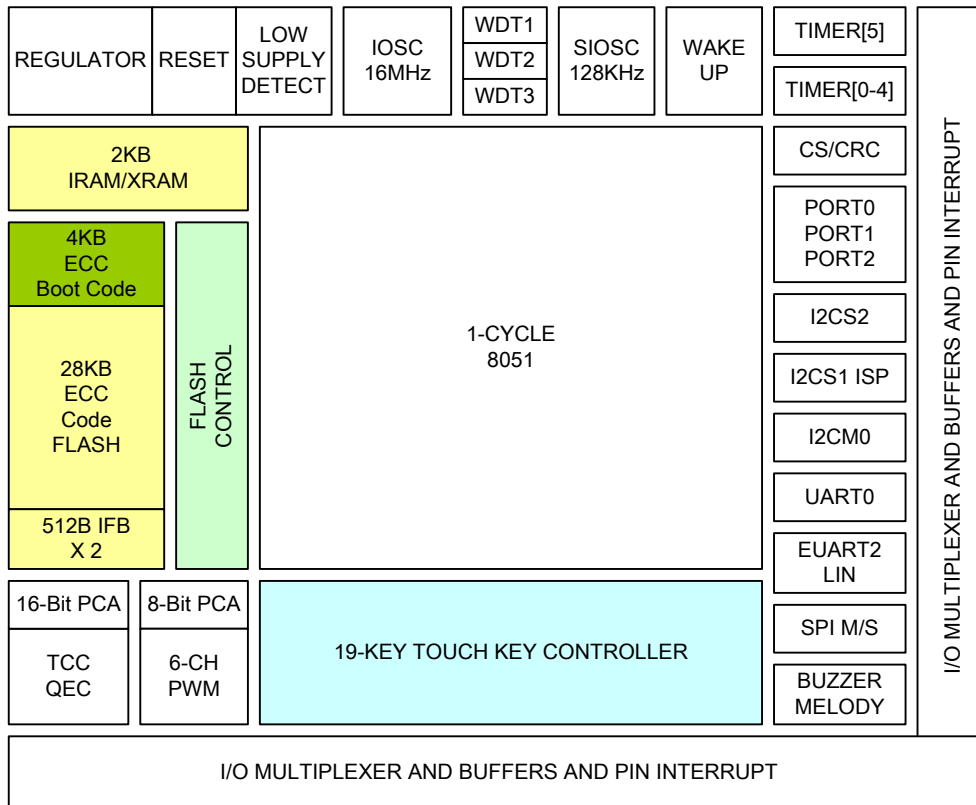 REGULATOR
RESET
LOW
SUPPLY
DETECT
IOSC
16MHz
WDT1
WDT2
WDT3
SIOSC
128KHz
WAKE
UP
TIMER[5]
TIMER[0-4]
2KB
IRAM/XRAM
4KB
ECC
Boot Code
28KB
ECC
Code
FLASH
512B IFB
X 2
FLASH
CONTROL
1-CYCLE
8051
CS/CRC
PORT0
PORT1
PORT2
I2CS2
I2CS1 ISP
I2CM0
UART0
EUART2
LIN
SPI M/S
BUZZER
MELODY
16-Bit PCA
TCC
QEC
8-Bit PCA
6-CH
PWM
19-KEY TOUCH KEY CONTROLLER
I/O MULTIPLEXER AND BUFFERS AND PIN INTERRUPT
I/O MULTIPLEXER AND BUFFERS AND PIN INTERRUPT